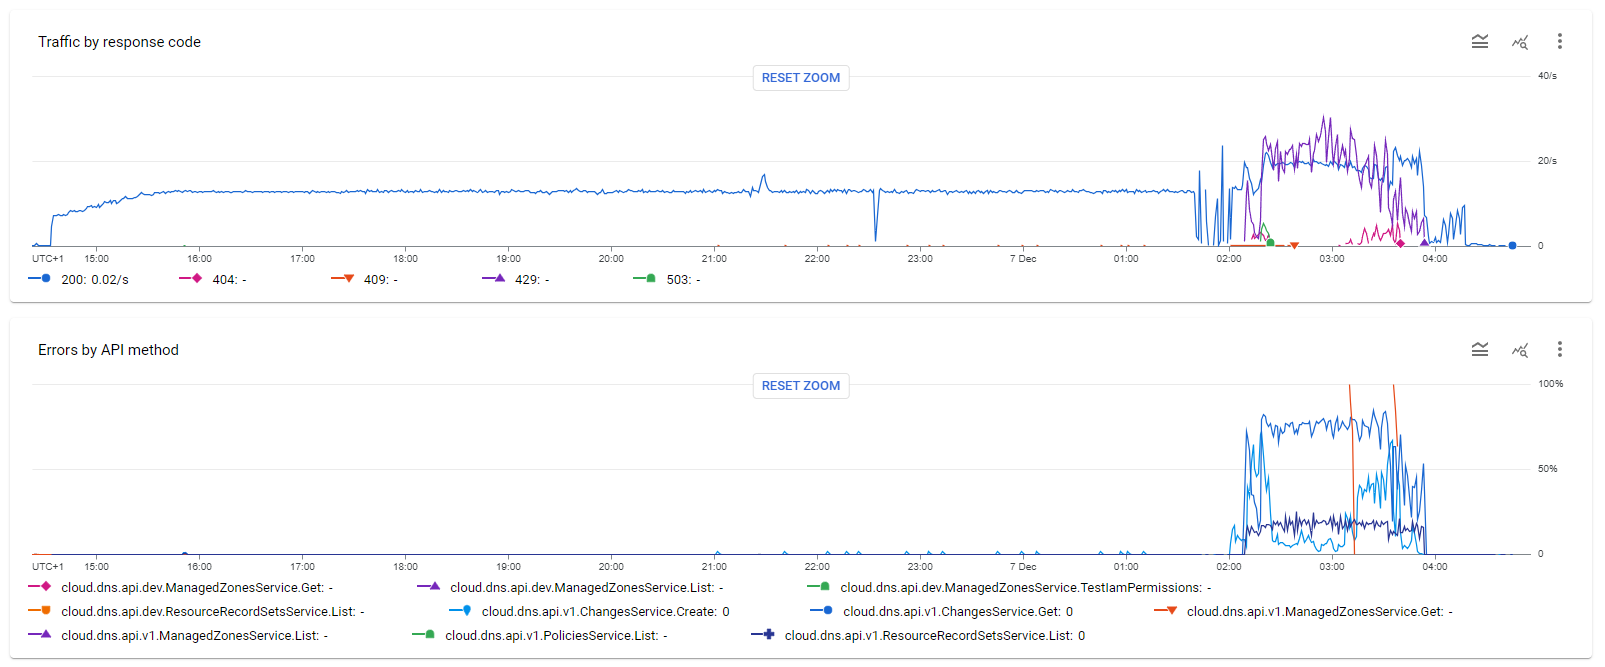 Traffic by response code
RESET ZOOM
40/s
20/s
0
UTC+1 15:00 16:00 17:00 18:00 19:00 20:00 21:00 22:00 23:00 7 Dec 01:00 02:00 03:00 04:00
200: 0.02/s 404: - 409: - 429: - 503: -
Errors by API method
RESET ZOOM
100%
50%
0
UTC+1 15:00 16:00 17:00 18:00 19:00 20:00 21:00 22:00 23:00 7 Dec 01:00 02:00 03:00 04:00
cloud.dns.api.dev.ManagedZonesService.Get: - cloud.dns.api.dev.ManagedZonesService.List: - cloud.dns.api.dev.ManagedZonesService.TestIamPermissions: -
cloud.dns.api.dev.ResourceRecordSetsService.List: - cloud.dns.api.v1.ChangesService.Create: 0 cloud.dns.api.v1.ChangesService.Get: 0 cloud.dns.api.v1.ManagedZonesService.Get: -
cloud.dns.api.v1.ManagedZonesService.List: - cloud.dns.api.v1.PoliciesService.List: - cloud.dns.api.v1.ResourceRecordSetsService.List: 0